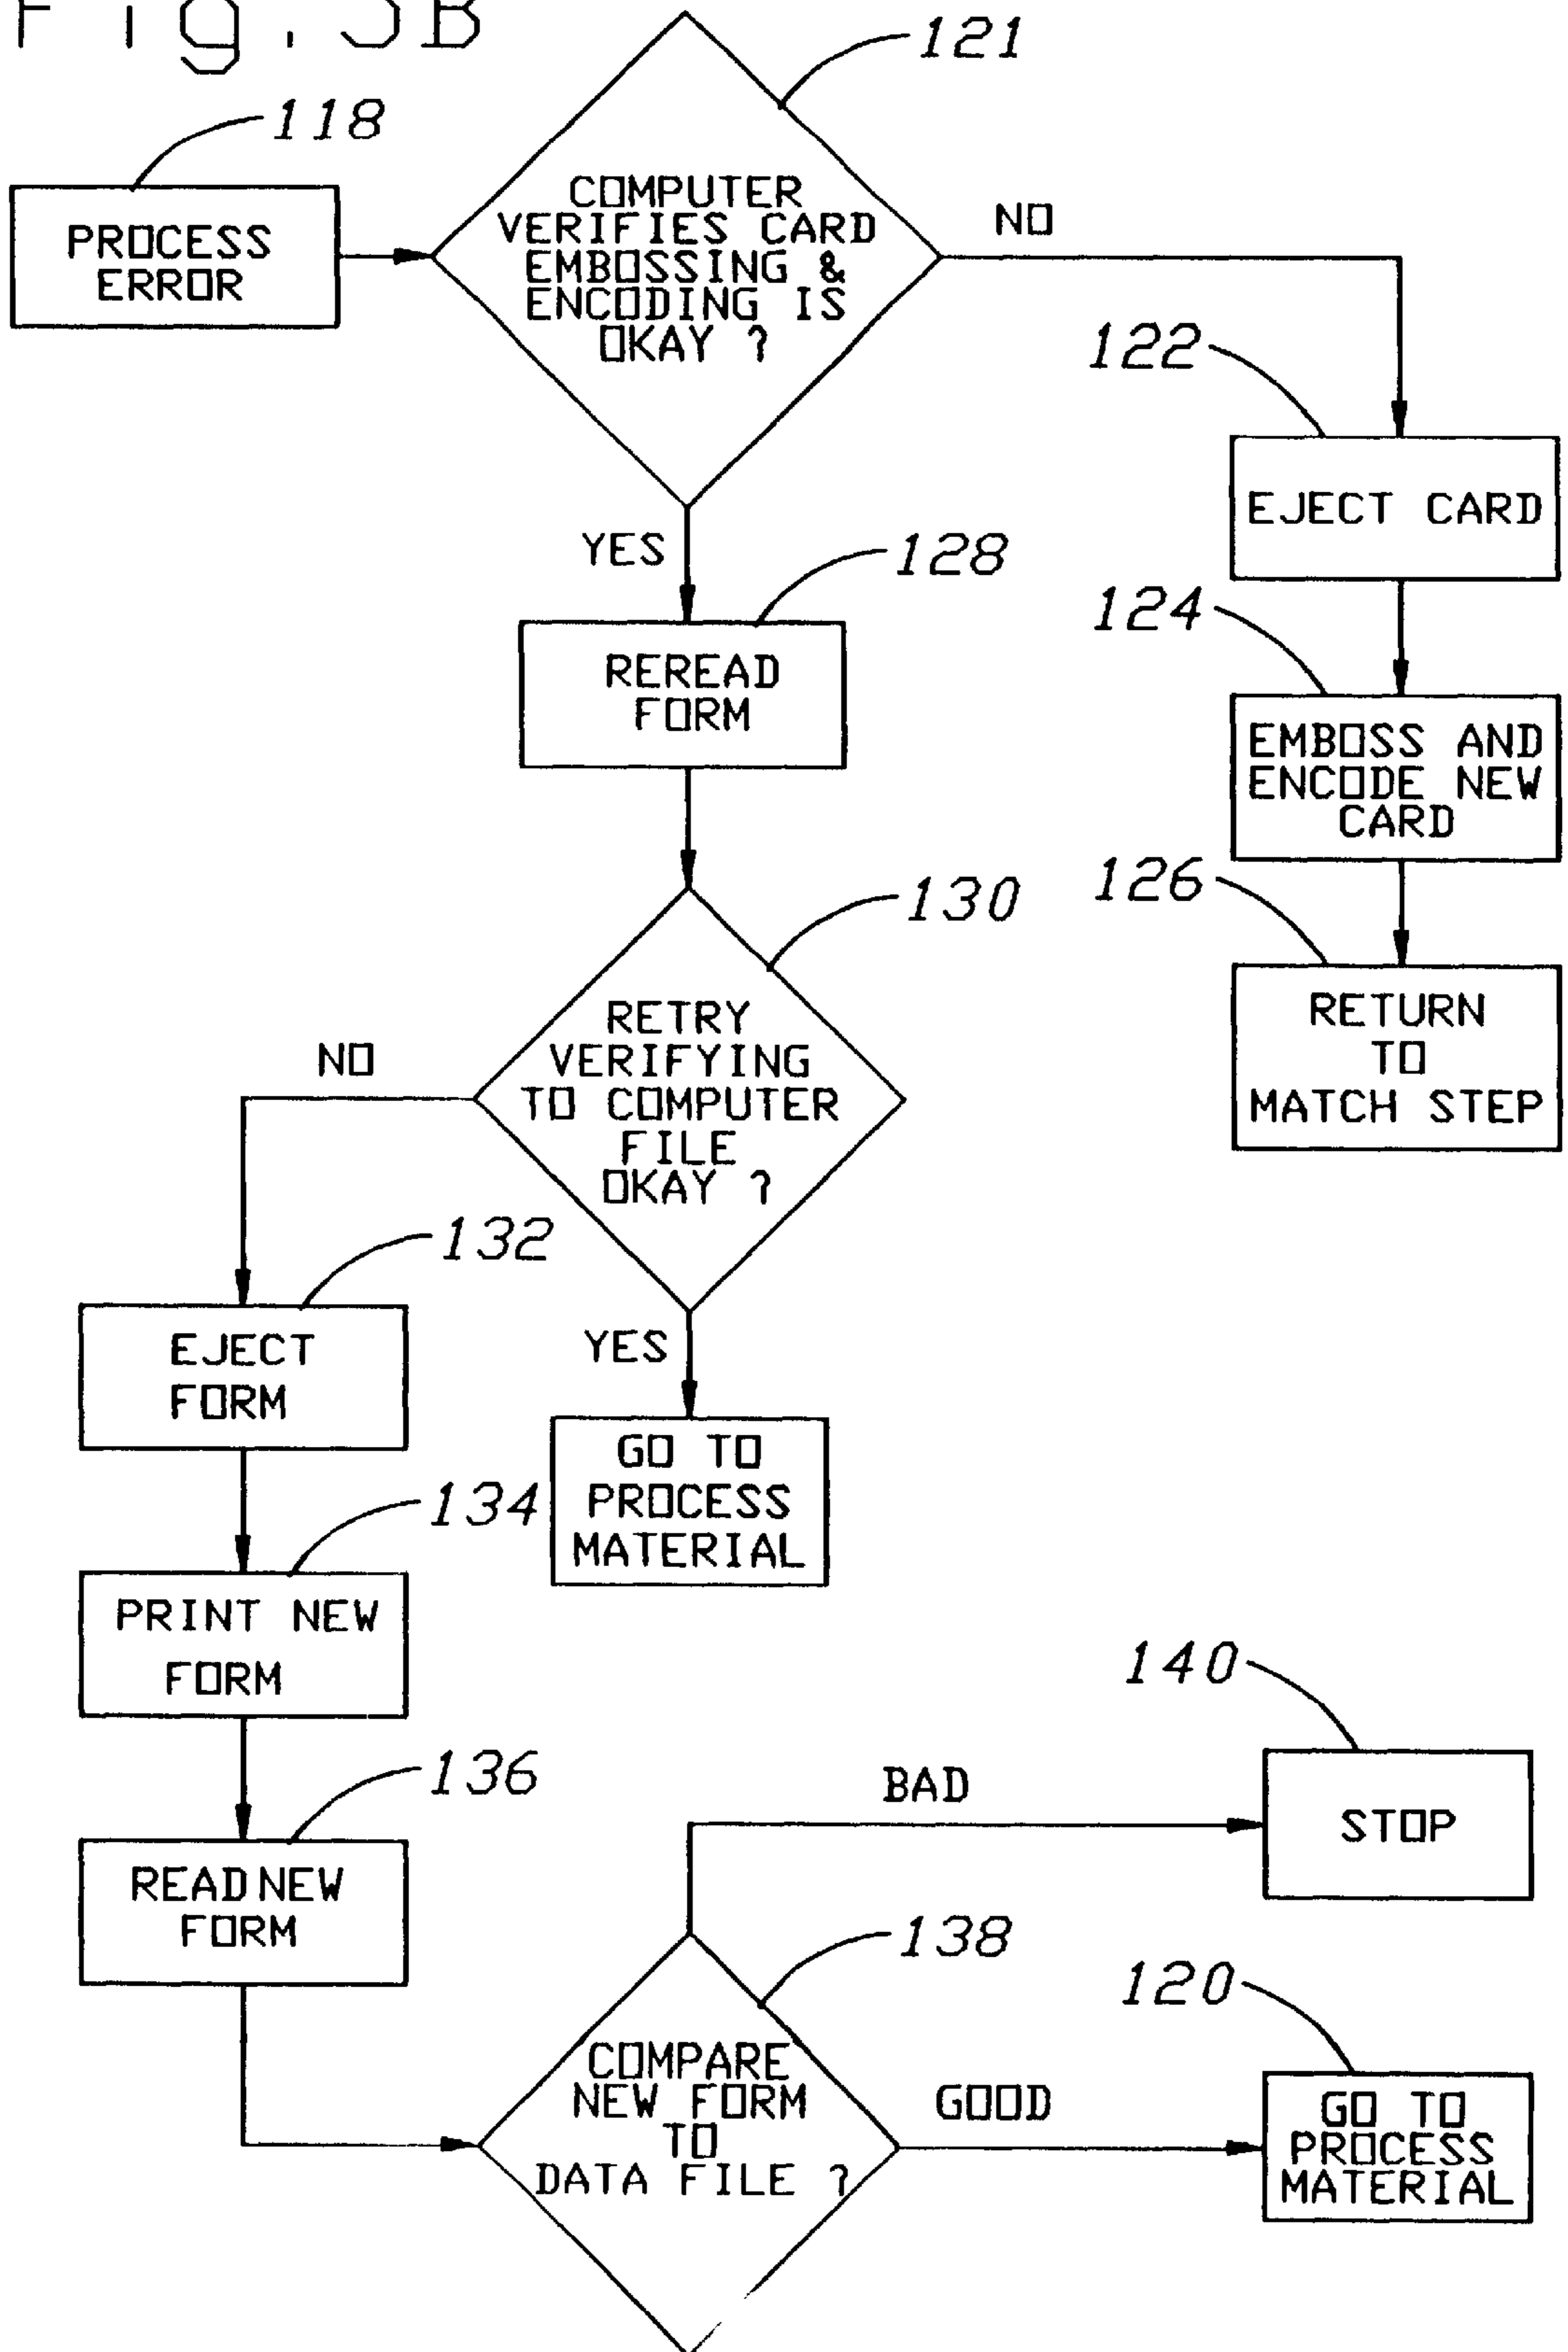 Fig.
121
118
COMPUTER
VERIFIES CARD
EMBOSSING &
ENCODING IS
OKAY ?
NO
PROCESS
ERROR
122
EJECT CARD
YES
128
124
REREAD
FORM
EMBOSS AND
ENCODE NEW
CARD
130
126
RETRY
VERIFYING
TO COMPUTER
FILE
OKAY ?
RETURN
TO
MATCH STEP
NO
132
EJECT
FORM
YES
GO TO
PROCESS
MATERIAL
134
PRINT NEW
FORM
140
136
BAD
STOP
READ NEW
FORM
138
120
COMPARE
NEW FORM
TO
DATA FILE ?
GOOD
GO TO
PROCESS
MATERIAL